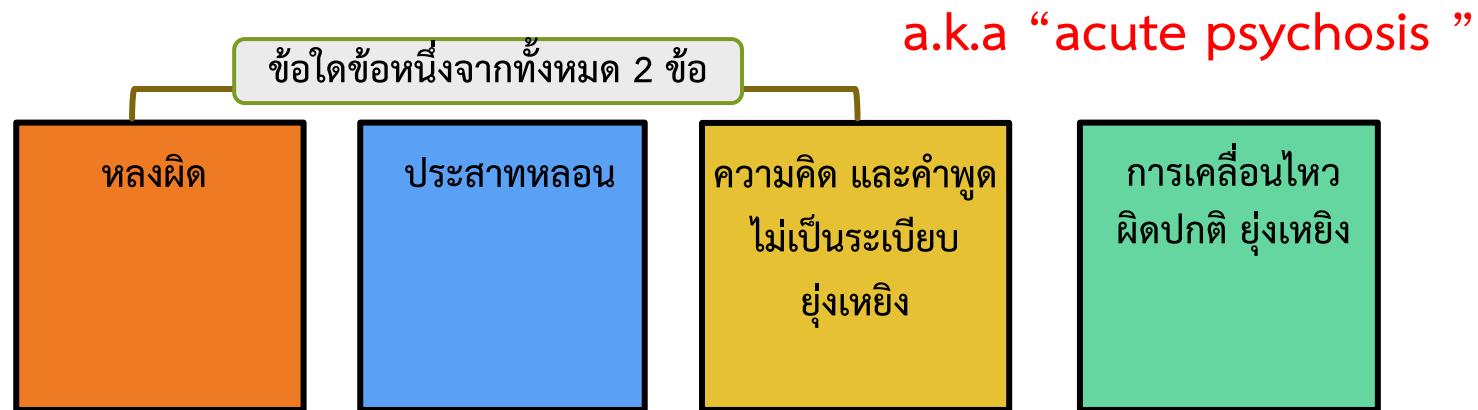 a.k.a “acute psychosis ”
ข้อใดข้อหนึ่งจากทั้งหมด 2 ข้อ
หลงผิด
ประสาทหลอน
ความคิด และคำพูด
ไม่เป็นระเบียบ
ยุ่งเหยิง
การเคลื่อนไหว
ผิดปกติ ยุ่งเหยิง